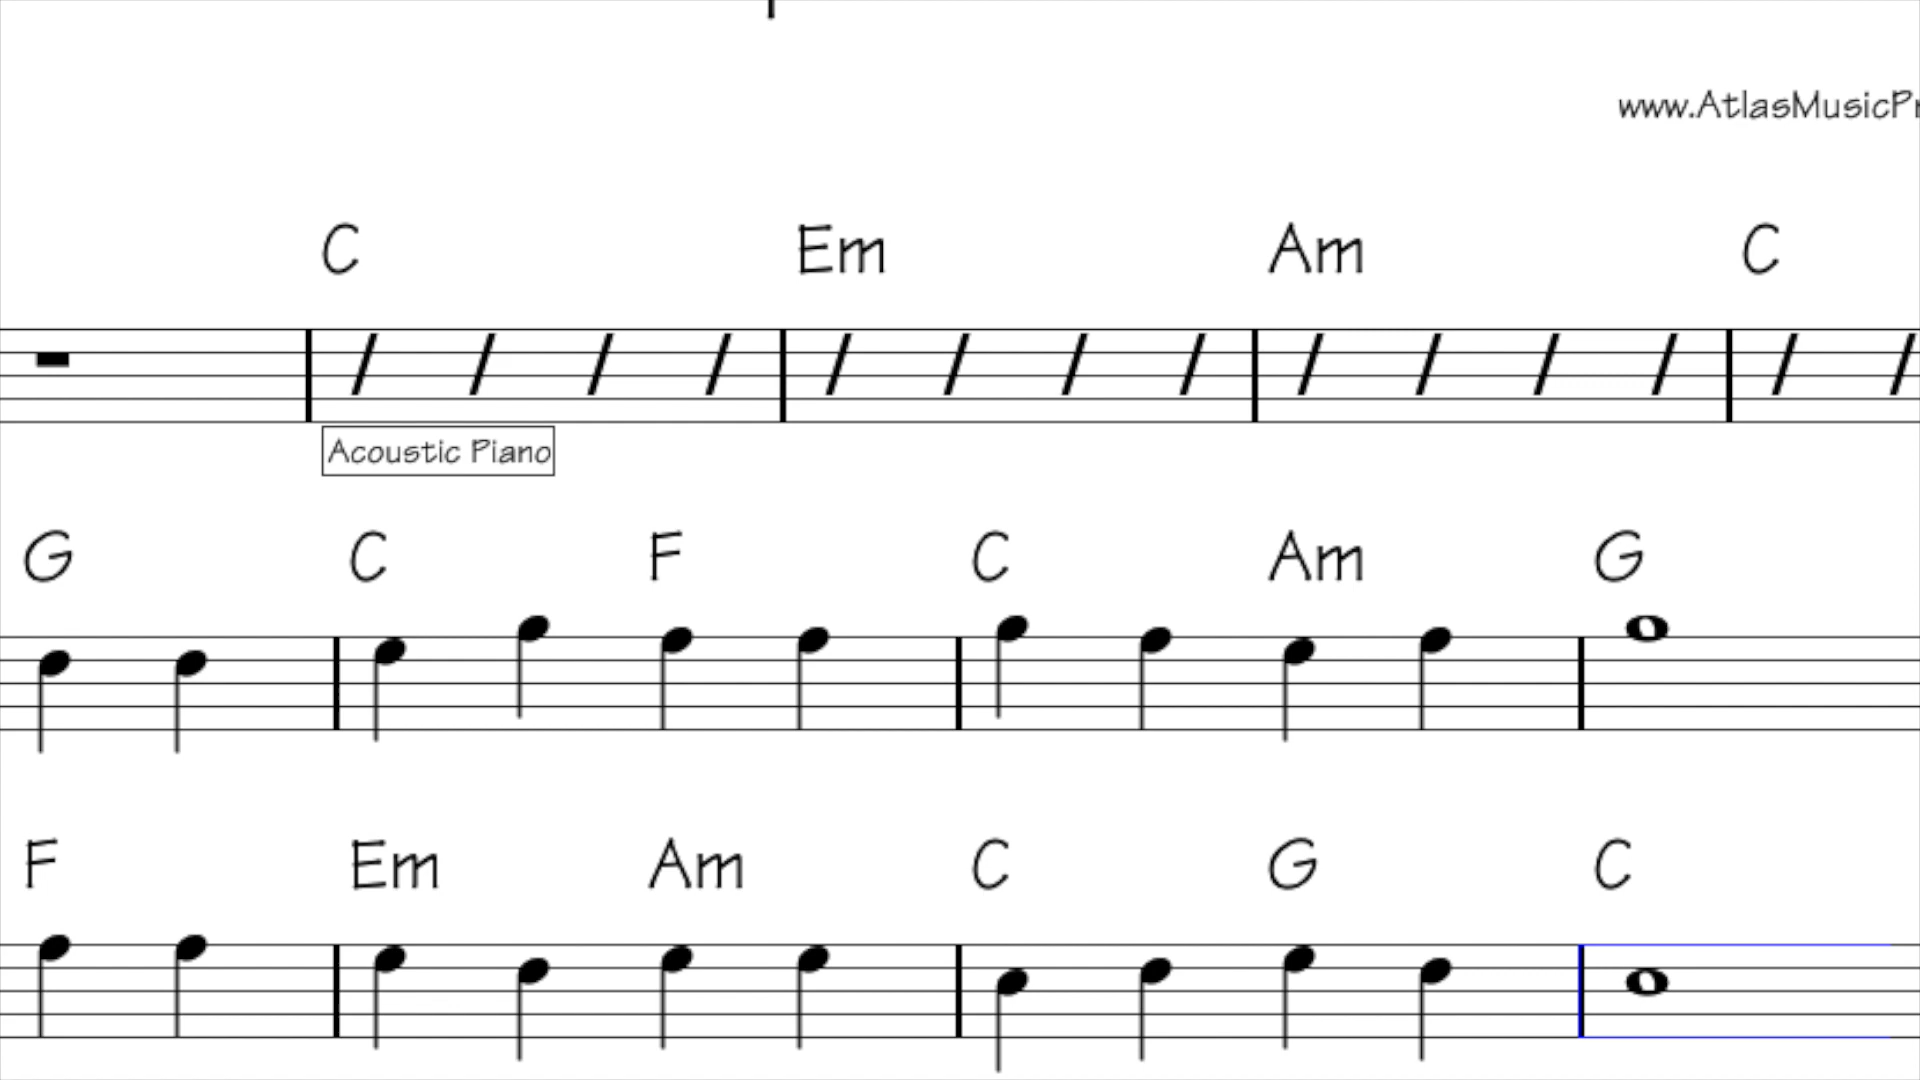 www.AtlasMusicPr
C Em Am C
Acoustic Piano
G C F C Am G
F Em Am C G C